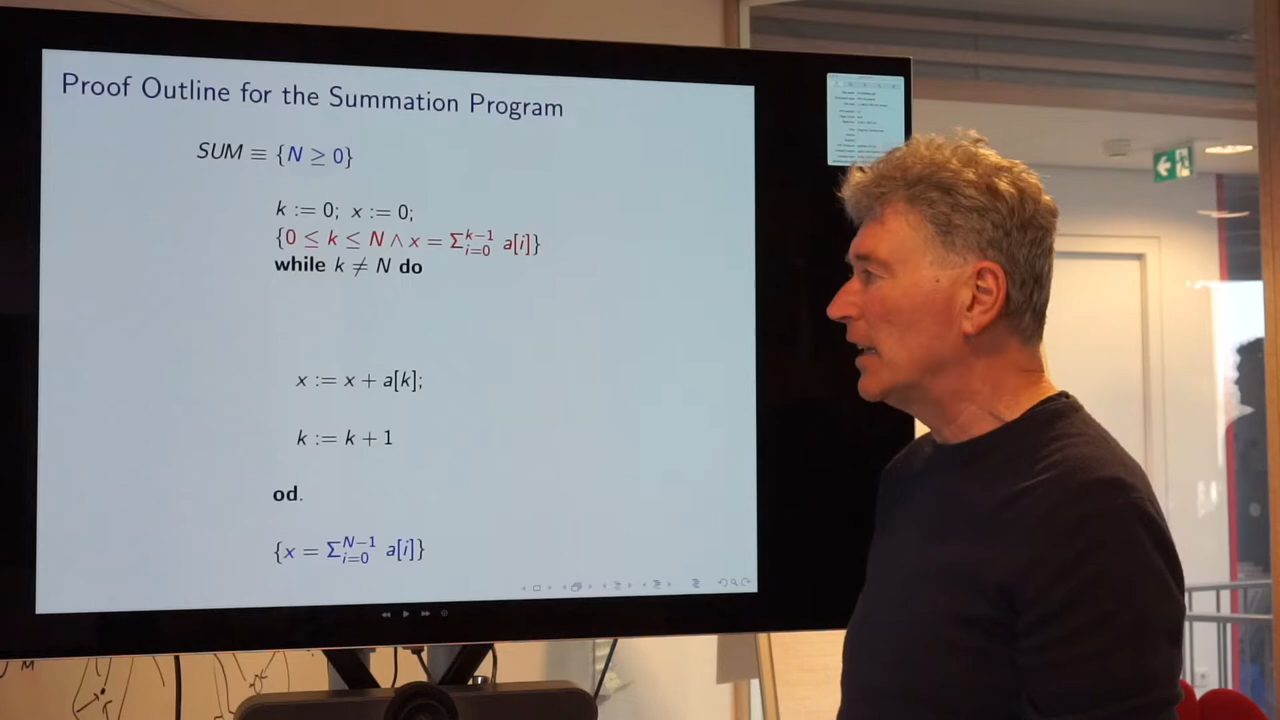 Proof Outline for the Summation Program
SUM ≡ {N ≥ 0}
k := 0; x := 0;
{0 ≤ k ≤ N ∧ x = Σ_{i=0}^{k−1} a[i]}
while k ≠ N do
x := x + a[k];
k := k + 1
od.
{x = Σ_{i=0}^{N−1} a[i]}